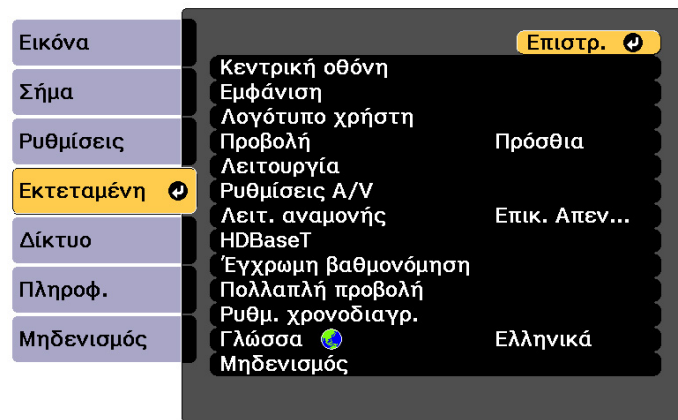 Εικόνα
Σήμα
Ρυθμίσεις
Εκτεταμένη
Δίκτυο
Πληροφ.
Μηδενισμός
Επιστρ.
Κεντρική οθόνη
Εμφάνιση
Λογότυπο χρήστη
Προβολή Πρόσθια
Λειτουργία
Ρυθμίσεις A/V
Λειτ. αναμονής Επικ. Απεν...
HDBaseT
Έγχρωμη βαθμονόμηση
Πολλαπλή προβολή
Ρυθμ. χρονοδιαγρ.
Γλώσσα Ελληνικά
Μηδενισμός